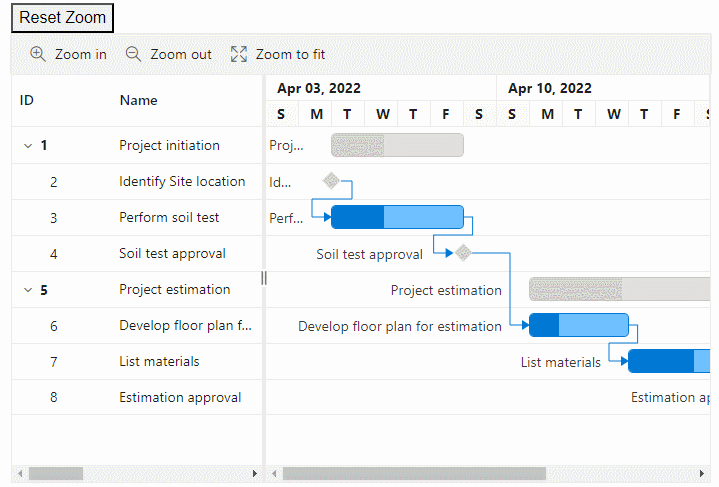 Reset Zoom
Zoom in Zoom out Zoom to fit
Apr 03, 2022 Apr 10, 2022
ID Name
S M T W T F S S M T W T F S
1 Project initiation Proj...
2 Identify Site location Id...
3 Perform soil test Perf...
4 Soil test approval Soil test approval
5 Project estimation Project estimation
6 Develop floor plan f... Develop floor plan for estimation
7 List materials List materials
8 Estimation approval Estimation ap